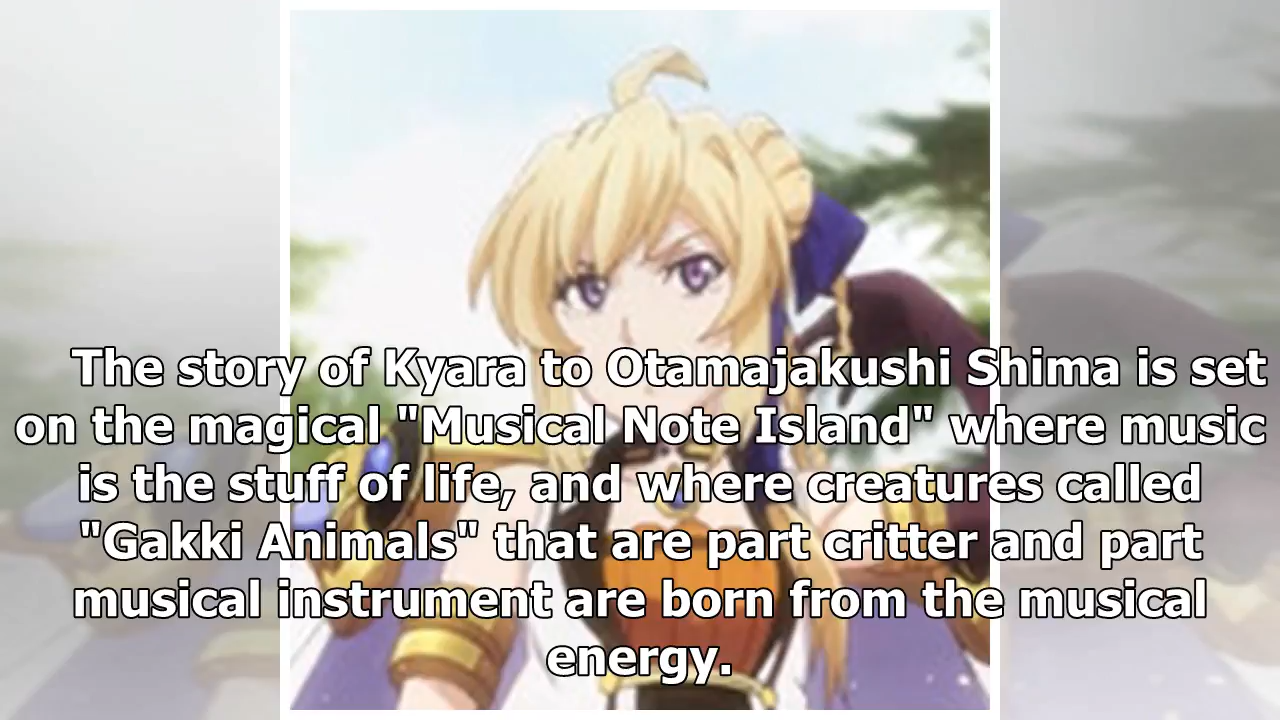 The story of Kyara to Otamajakushi Shima is set
on the magical "Musical Note Island" where music
is the stuff of life, and where creatures called
"Gakki Animals" that are part critter and part
musical instrument are born from the musical
energy.